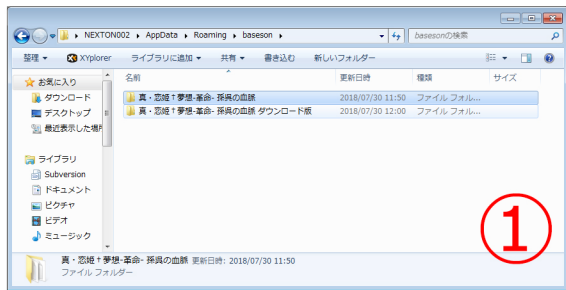 NEXTON002 ▸ AppData ▸ Roaming ▸ baseson ▸
basesonの検索
整理 ▼ XYplorer ライブラリに追加 ▼ 共有 ▼ 書き込む 新しいフォルダー
お気に入り
ダウンロード
デスクトップ
最近表示した場所
ライブラリ
Subversion
ドキュメント
ピクチャ
ビデオ
ミュージック
名前 更新日時 種類 サイズ
真・恋姫†夢想-革命- 孫呉の血脈 2018/07/30 11:50 ファイル フォル...
真・恋姫†夢想-革命- 孫呉の血脈 ダウンロード版 2018/07/30 12:00 ファイル フォル...
①
真・恋姫†夢想-革命- 孫呉の血脈 更新日時: 2018/07/30 11:50
ファイル フォルダー